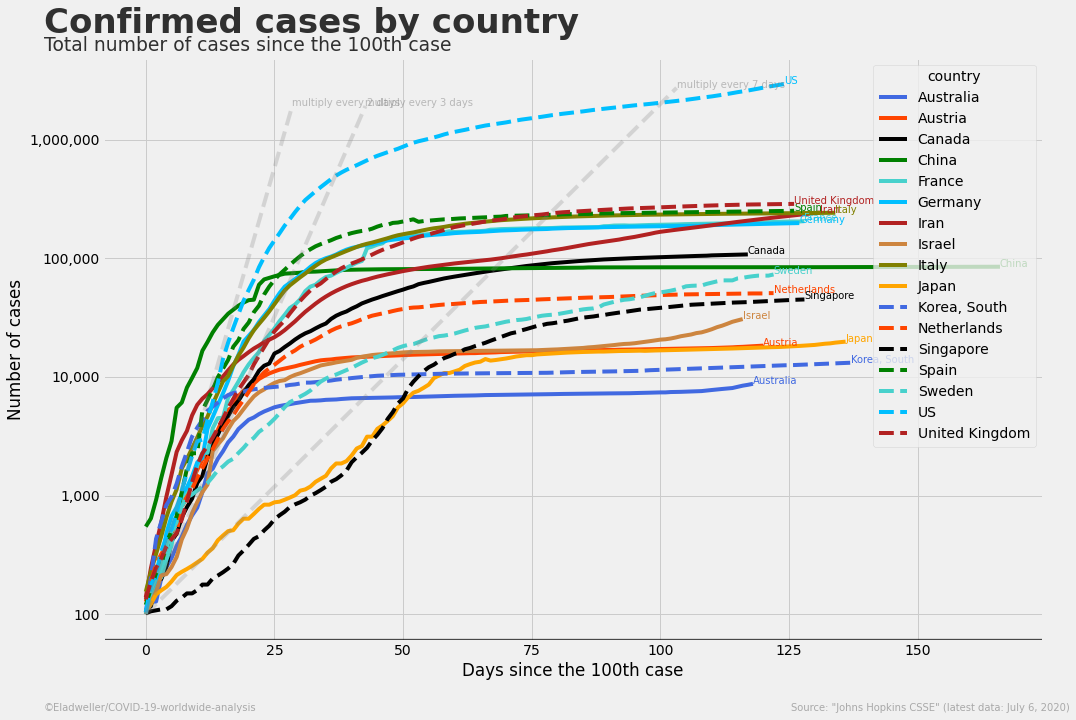 Confirmed cases by country
Total number of cases since the 100th case
multiply every 2 days
multiply every 3 days
multiply every 7 days
US
country
Australia
Austria
Canada
China
France
Germany
Iran
Israel
Italy
Japan
Korea, South
Netherlands
Singapore
Spain
Sweden
US
United Kingdom
1,000,000
100,000
10,000
1,000
100
Number of cases
United Kingdom
Spain
Iran
Italy
Germany
Canada
China
Sweden
Netherlands
Singapore
Israel
Austria
Japan
Korea, South
Australia
0
25
50
75
100
125
150
Days since the 100th case
©Eladweller/COVID-19-worldwide-analysis
Source: "Johns Hopkins CSSE" (latest data: July 6, 2020)